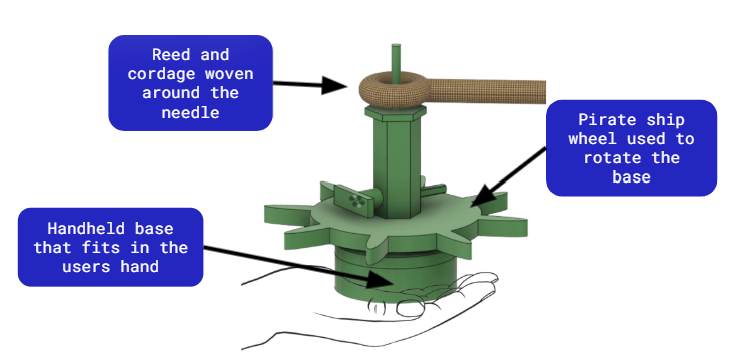 Reed and
cordage woven
around the
needle
Pirate ship
wheel used to
rotate the
base
Handheld base
that fits in the
users hand